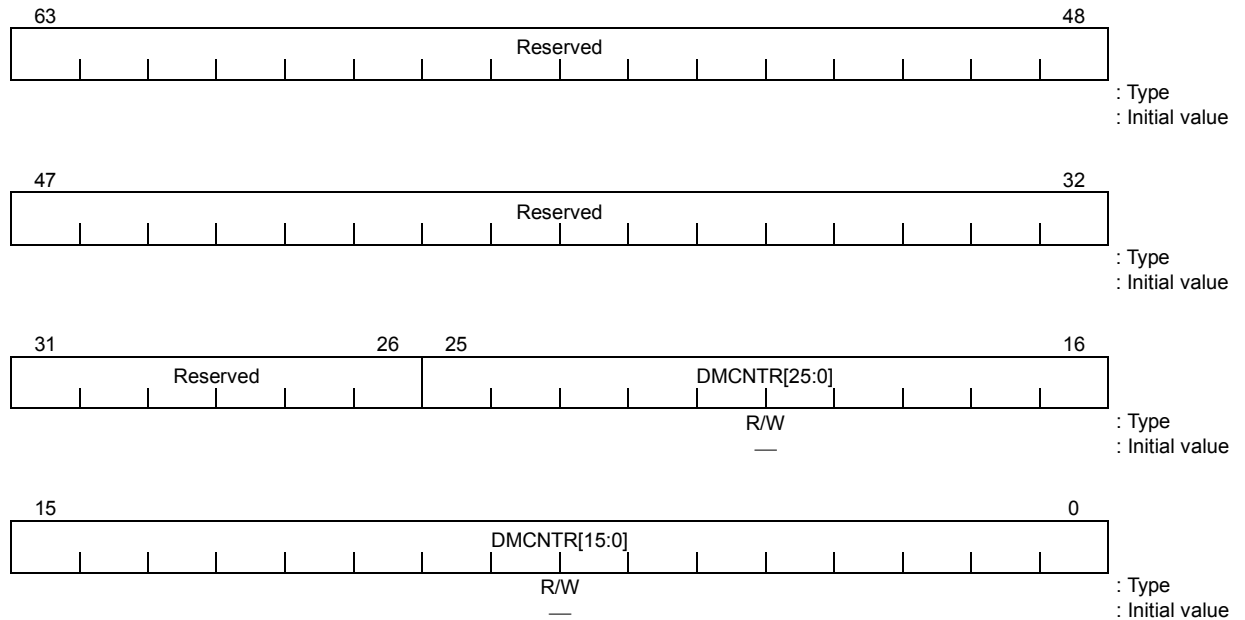 63 48
Reserved
: Type
: Initial value
47 32
Reserved
: Type
: Initial value
31 26 25 16
Reserved DMCNTR[25:0]
R/W : Type
— : Initial value
15 0
DMCNTR[15:0]
R/W : Type
— : Initial value